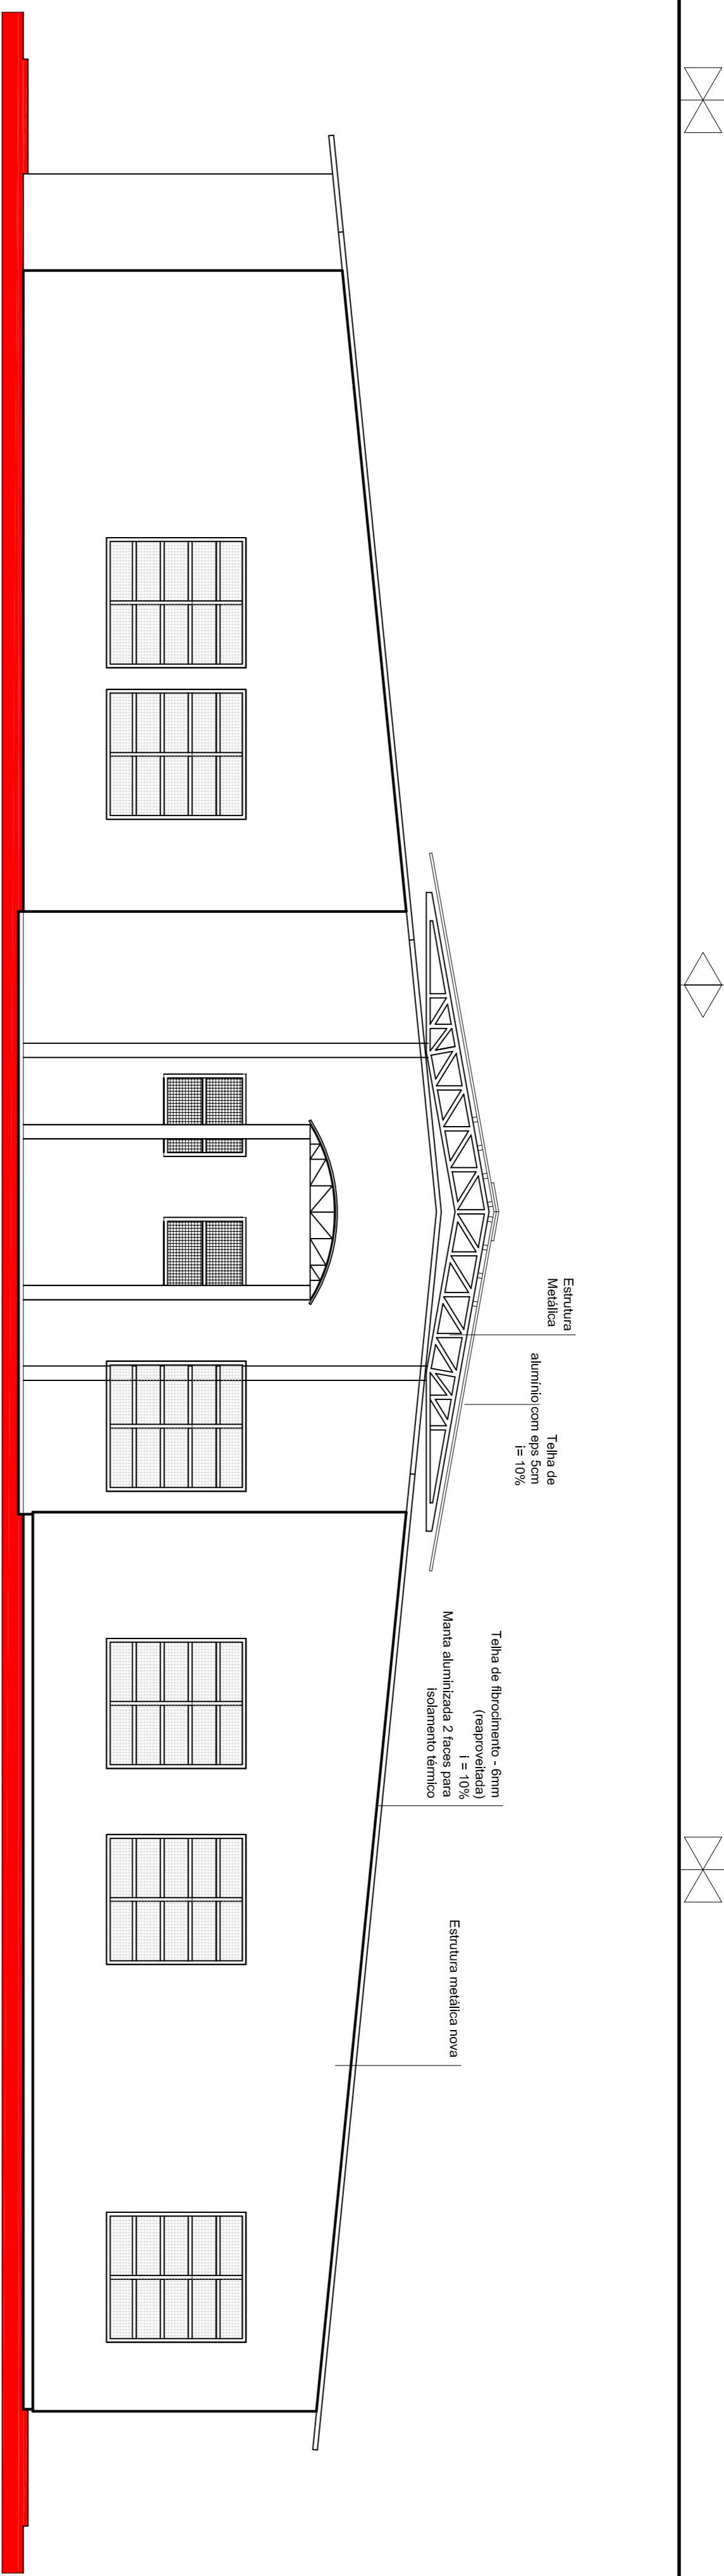 Estrutura
Metálica
Telha de
alumínio com eps 5cm
i= 10%
Telha de fibrocimento - 6mm
(reaproveitada)
i = 10%
Manta aluminizada 2 faces para
isolamento térmico
Estrutura metálica nova